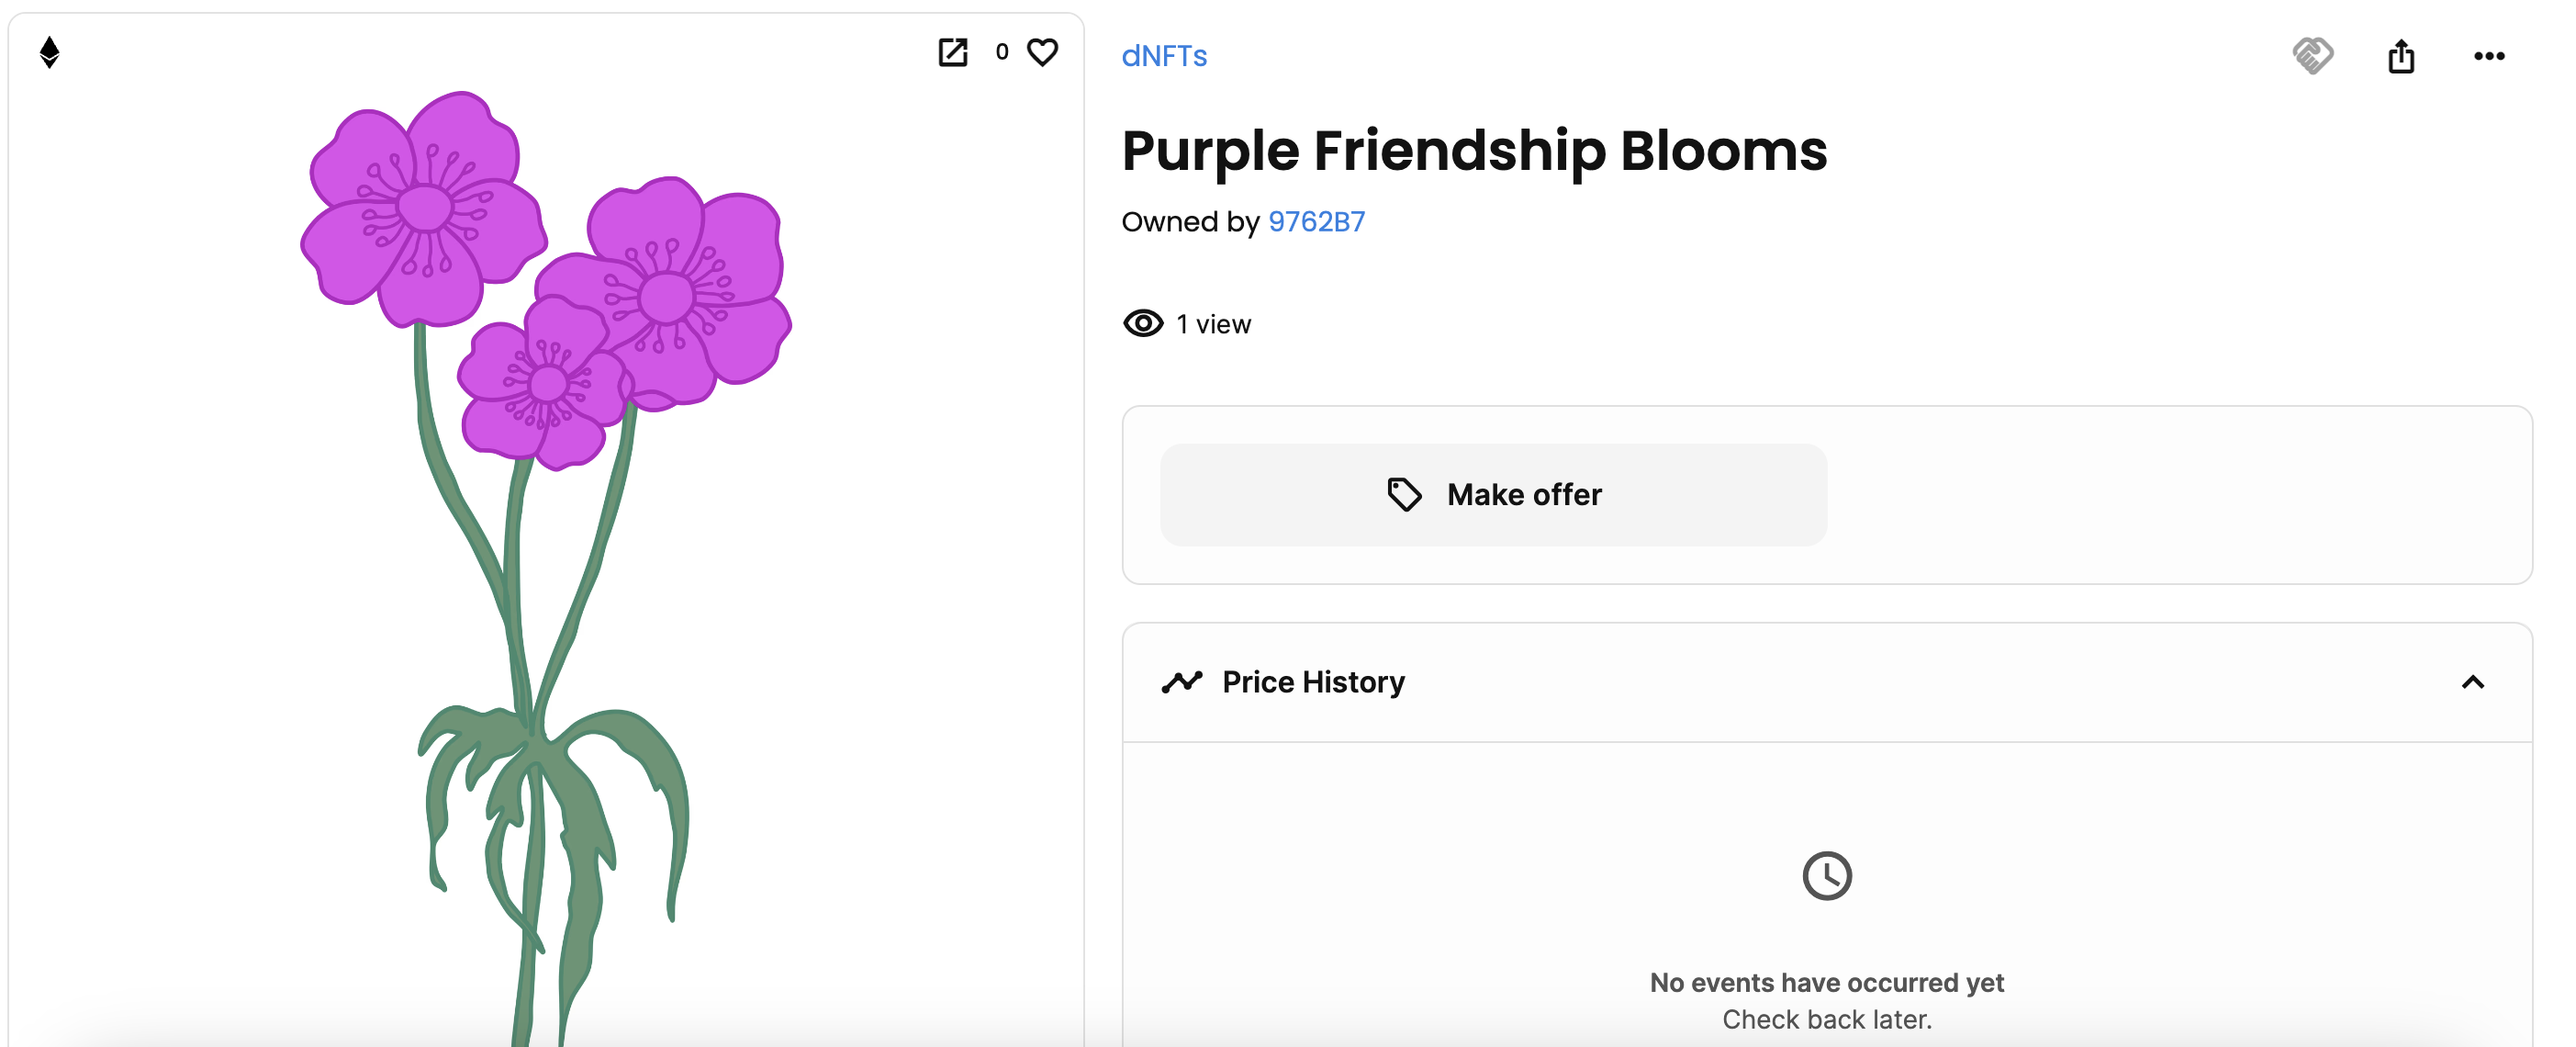 0
dNFTs
Purple Friendship Blooms
Owned by 9762B7
1 view
Make offer
Price History
No events have occurred yet
Check back later.